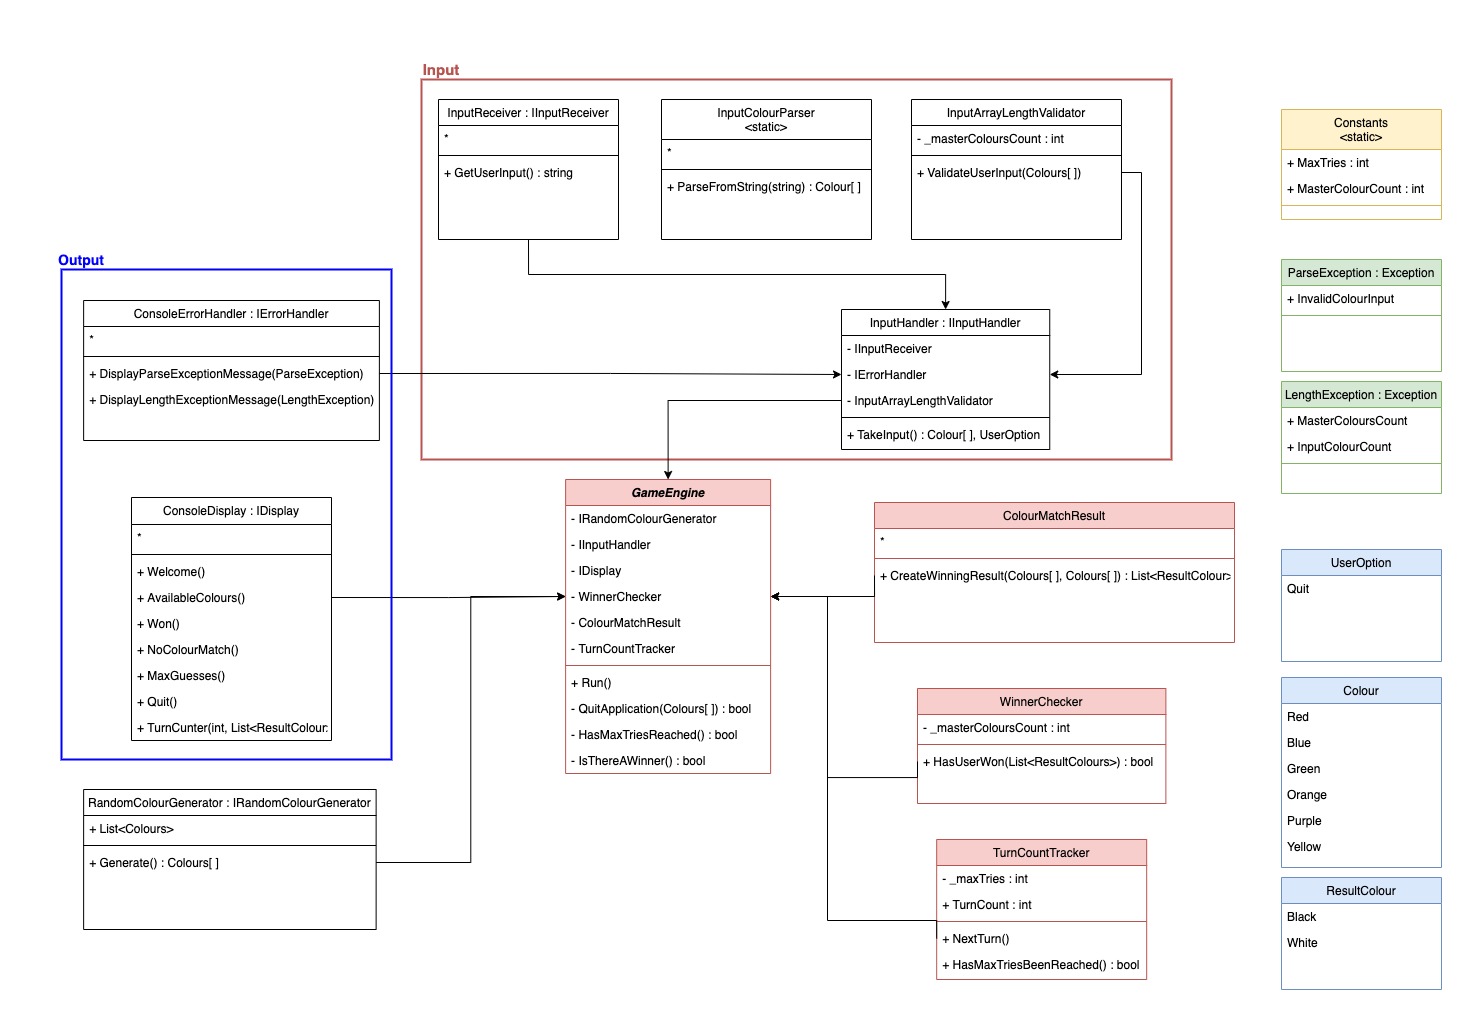 Input
InputReceiver : IInputReceiver
*
+ GetUserInput() : string
InputColourParser
<static>
*
+ ParseFromString(string) : Colour[ ]
InputArrayLengthValidator
- _masterColoursCount : int
+ ValidateUserInput(Colours[ ])
InputHandler : IInputHandler
- IInputReceiver
- IErrorHandler
- InputArrayLengthValidator
+ TakeInput() : Colour[ ], UserOption
Output
ConsoleErrorHandler : IErrorHandler
*
+ DisplayParseExceptionMessage(ParseException)
+ DisplayLengthExceptionMessage(LengthException)
ConsoleDisplay : IDisplay
*
+ Welcome()
+ AvailableColours()
+ Won()
+ NoColourMatch()
+ MaxGuesses()
+ Quit()
+ TurnCunter(int, List<ResultColour:
RandomColourGenerator : IRandomColourGenerator
+ List<Colours>
+ Generate() : Colours[ ]
GameEngine
- IRandomColourGenerator
- IInputHandler
- IDisplay
- WinnerChecker
- ColourMatchResult
- TurnCountTracker
+ Run()
- QuitApplication(Colours[ ]) : bool
- HasMaxTriesReached() : bool
- IsThereAWinner() : bool
ColourMatchResult
*
+ CreateWinningResult(Colours[ ], Colours[ ]) : List<ResultColour>
WinnerChecker
- _masterColoursCount : int
+ HasUserWon(List<ResultColours>) : bool
TurnCountTracker
- _maxTries : int
+ TurnCount : int
+ NextTurn()
+ HasMaxTriesBeenReached() : bool
Constants
<static>
+ MaxTries : int
+ MasterColourCount : int
ParseException : Exception
+ InvalidColourInput
LengthException : Exception
+ MasterColoursCount
+ InputColourCount
UserOption
Quit
Colour
Red
Blue
Green
Orange
Purple
Yellow
ResultColour
Black
White